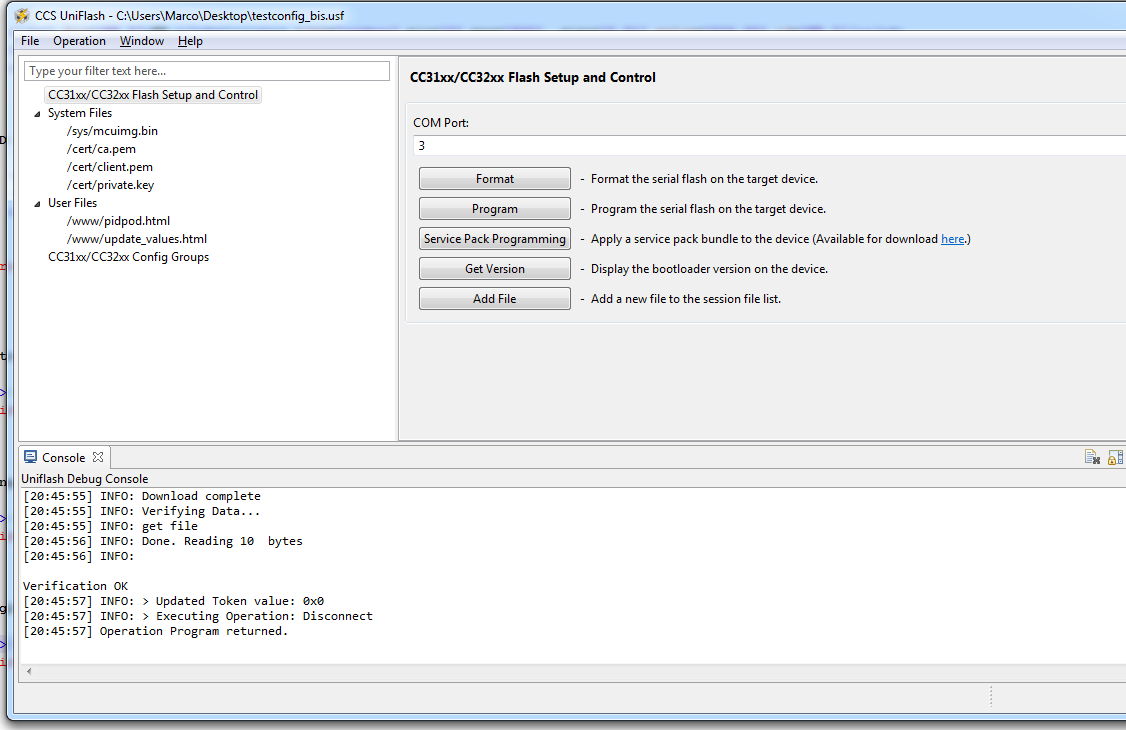 CCS UniFlash - C:\Users\Marco\Desktop\testconfig_bis.usf
File Operation Window Help
Type your filter text here...
CC31xx/CC32xx Flash Setup and Control
System Files
/sys/mcuimg.bin
/cert/ca.pem
/cert/client.pem
/cert/private.key
User Files
/www/pidpod.html
/www/update_values.html
CC31xx/CC32xx Config Groups
CC31xx/CC32xx Flash Setup and Control
COM Port:
3
Format - Format the serial flash on the target device.
Program - Program the serial flash on the target device.
Service Pack Programming - Apply a service pack bundle to the device (Available for download here.)
Get Version - Display the bootloader version on the device.
Add File - Add a new file to the session file list.
Console
Uniflash Debug Console
[20:45:55] INFO: Download complete
[20:45:55] INFO: Verifying Data...
[20:45:55] INFO: get file
[20:45:56] INFO: Done. Reading 10  bytes
[20:45:56] INFO:
Verification OK
[20:45:57] INFO: > Updated Token value: 0x0
[20:45:57] INFO: > Executing Operation: Disconnect
[20:45:57] Operation Program returned.